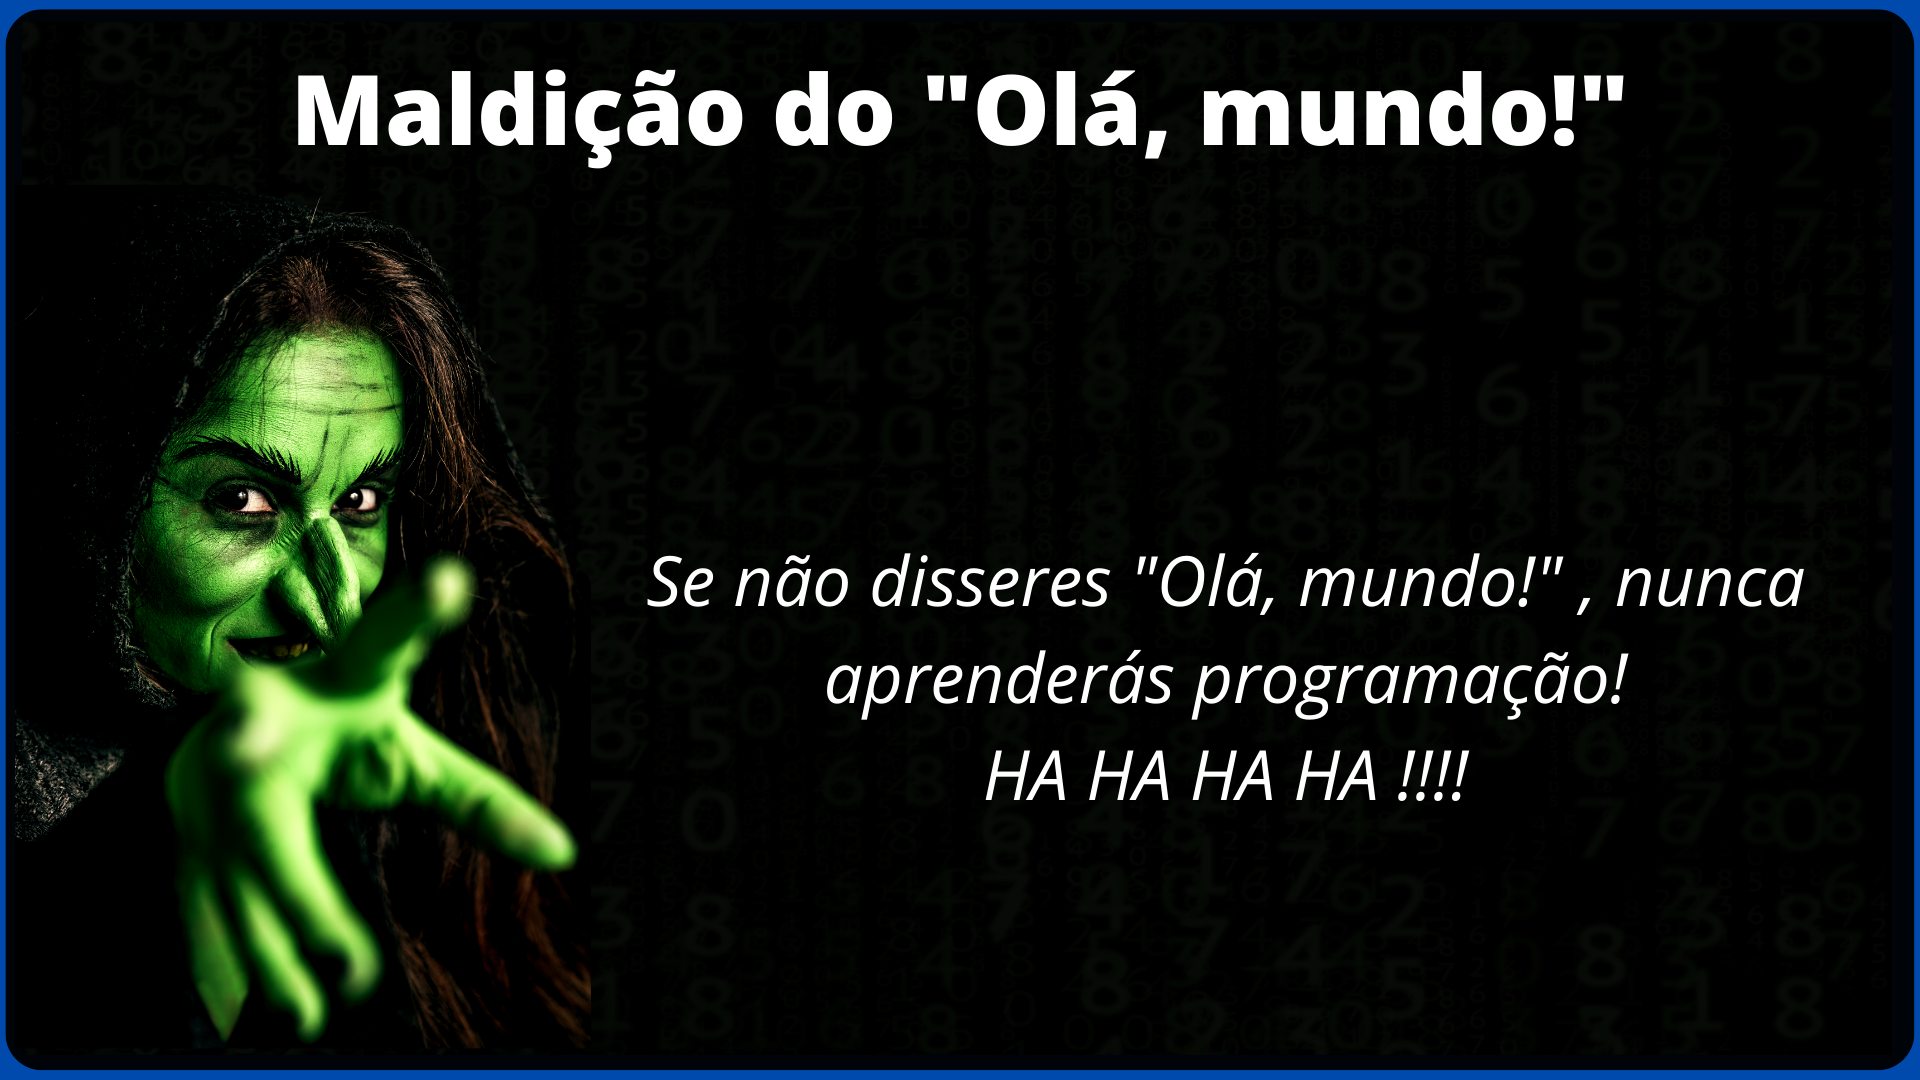 Maldição do "Olá, mundo!"
Se não disseres "Olá, mundo!" , nunca
aprenderás programação!
HA HA HA HA !!!!